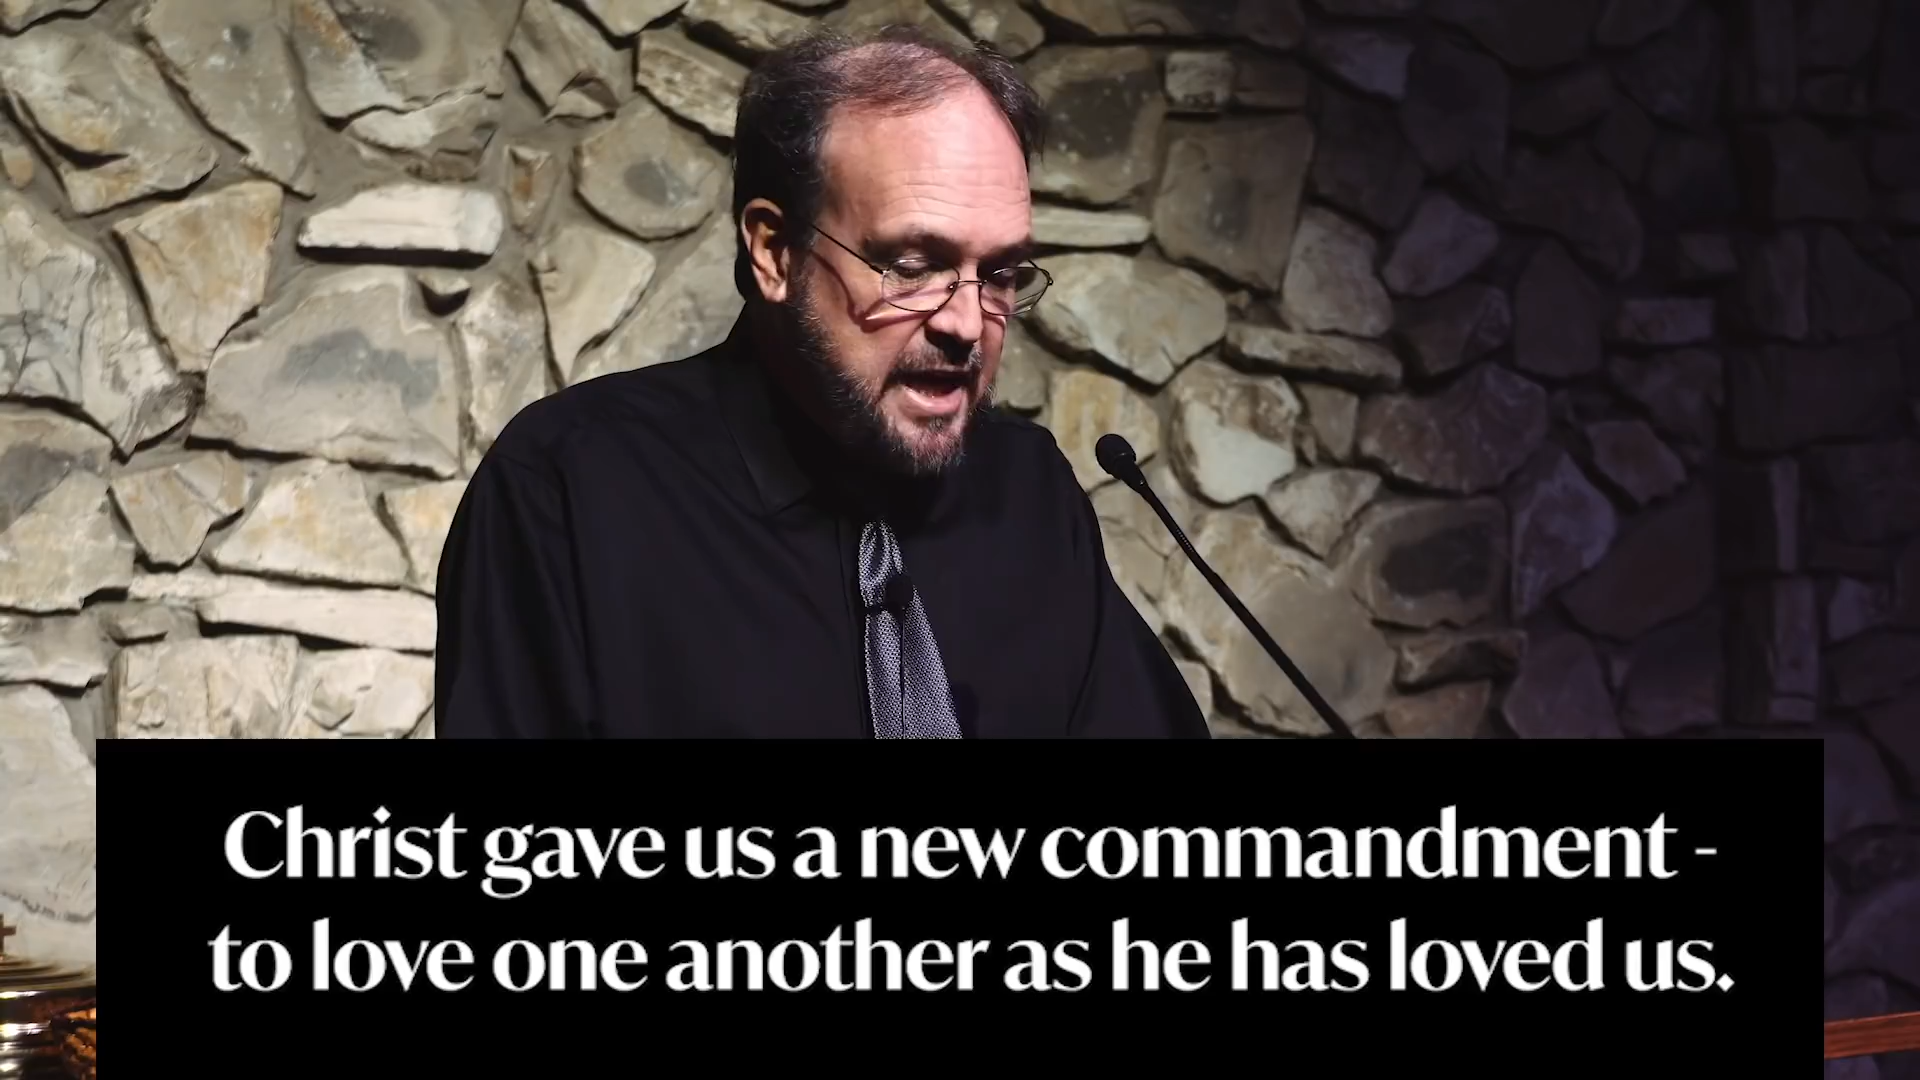 Christ gave us a new commandment -
to love one another as he has loved us.